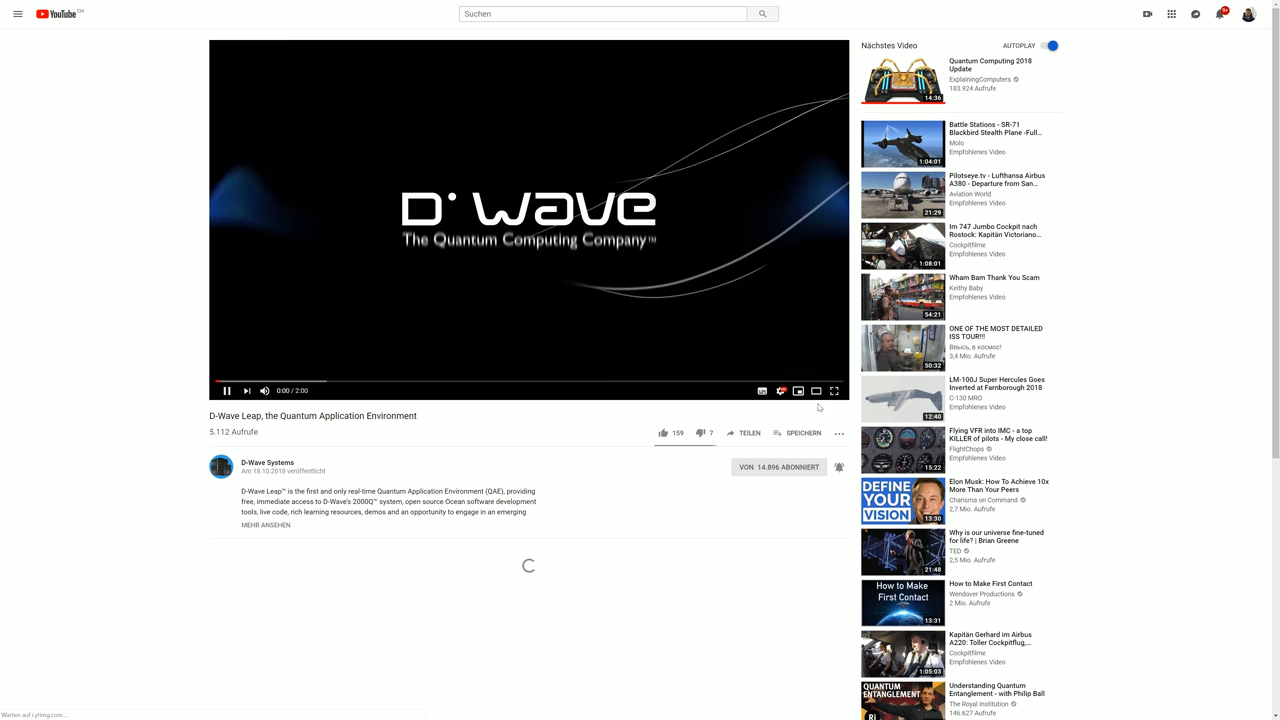 YouTube CH
Suchen
9+
D·wave
The Quantum Computing Company™
0:00 / 2:00
D-Wave Leap, the Quantum Application Environment
5.112 Aufrufe
159
7
TEILEN
SPEICHERN
D-Wave Systems
Am 18.10.2018 veröffentlicht
VON 14.896 ABONNIERT
D-Wave Leap™ is the first and only real-time Quantum Application Environment (QAE), providing
free, immediate access to D-Wave's 2000Q™ system, open source Ocean software development
tools, live code, rich learning resources, demos and an opportunity to engage in an emerging
MEHR ANSEHEN
Nächstes Video
AUTOPLAY
14:36
Quantum Computing 2018
Update
ExplainingComputers
183.924 Aufrufe
1:04:01
Battle Stations - SR-71
Blackbird Stealth Plane -Full...
Molo
Empfohlenes Video
21:29
Pilotseye.tv - Lufthansa Airbus
A380 - Departure from San...
Aviation World
Empfohlenes Video
1:08:01
Im 747 Jumbo Cockpit nach
Rostock: Kapitän Victoriano...
Cockpitfilme
Empfohlenes Video
54:21
Wham Bam Thank You Scam
Keithy Baby
Empfohlenes Video
50:32
ONE OF THE MOST DETAILED
ISS TOUR!!!
Ввысь, в космос!
3,4 Mio. Aufrufe
12:40
LM-100J Super Hercules Goes
Inverted at Farnborough 2018
C-130 MRO
Empfohlenes Video
15:22
Flying VFR into IMC - a top
KILLER of pilots - My close call!
FlightChops
Empfohlenes Video
DEFINE
YOUR
VISION
13:30
Elon Musk: How To Achieve 10x
More Than Your Peers
Charisma on Command
2,7 Mio. Aufrufe
21:48
Why is our universe fine-tuned
for life? | Brian Greene
TED
2,5 Mio. Aufrufe
How to Make
First Contact
13:31
How to Make First Contact
Wendover Productions
2 Mio. Aufrufe
1:05:03
Kapitän Gerhard im Airbus
A220: Toller Cockpitflug,...
Cockpitfilme
Empfohlenes Video
QUANTUM
ENTANGLEMENT
Ri
Understanding Quantum
Entanglement - with Philip Ball
The Royal Institution
146.627 Aufrufe
Warten auf i.ytimg.com...